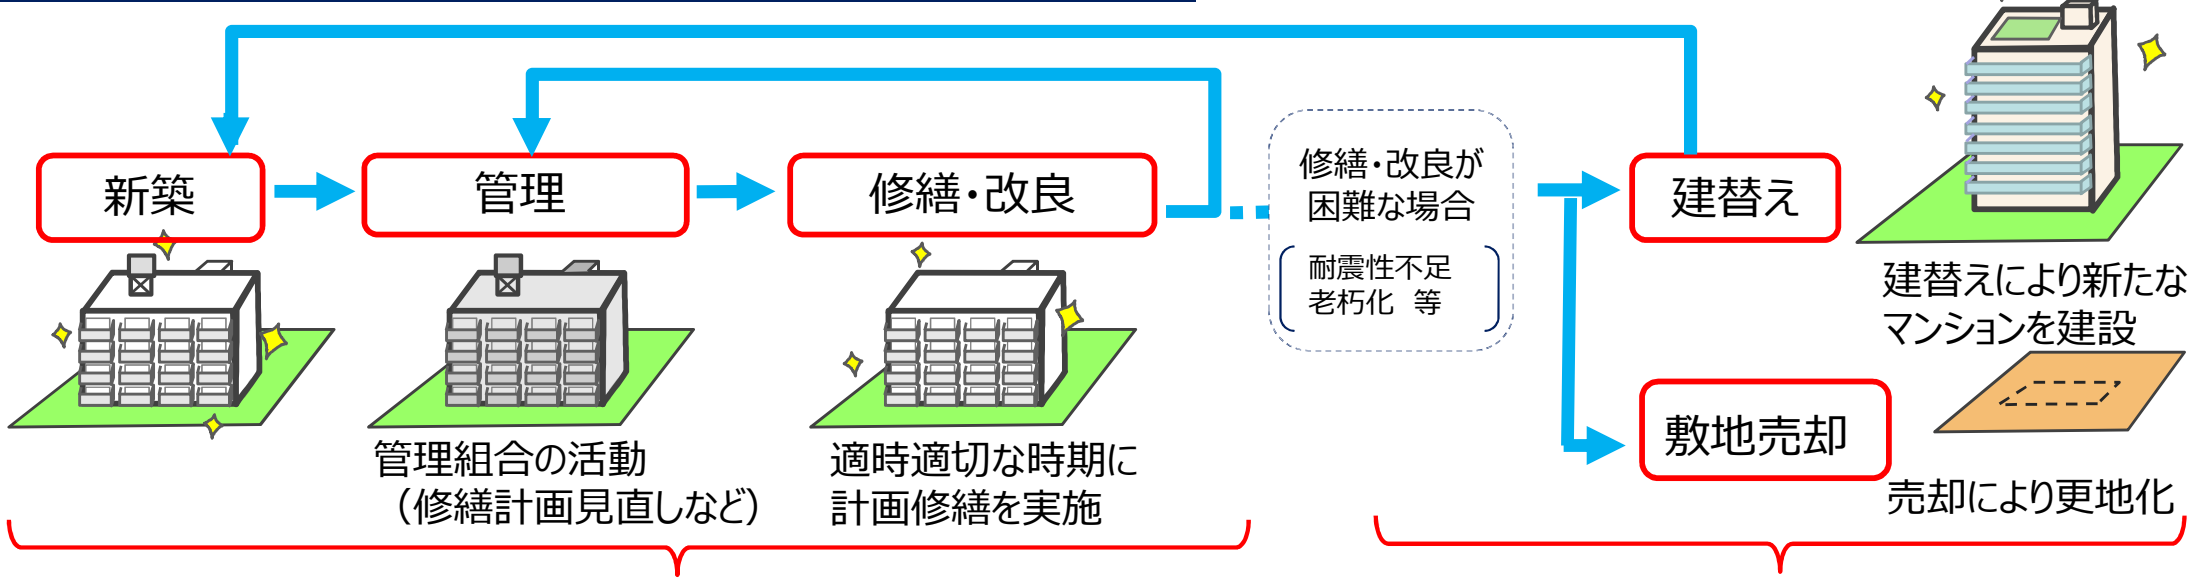 新築
管理
修繕・改良
修繕・改良が
困難な場合
耐震性不足
老朽化 等
建替え
建替えにより新たな
マンションを建設
敷地売却
売却により更地化
管理組合の活動
（修繕計画見直しなど）
適時適切な時期に
計画修繕を実施